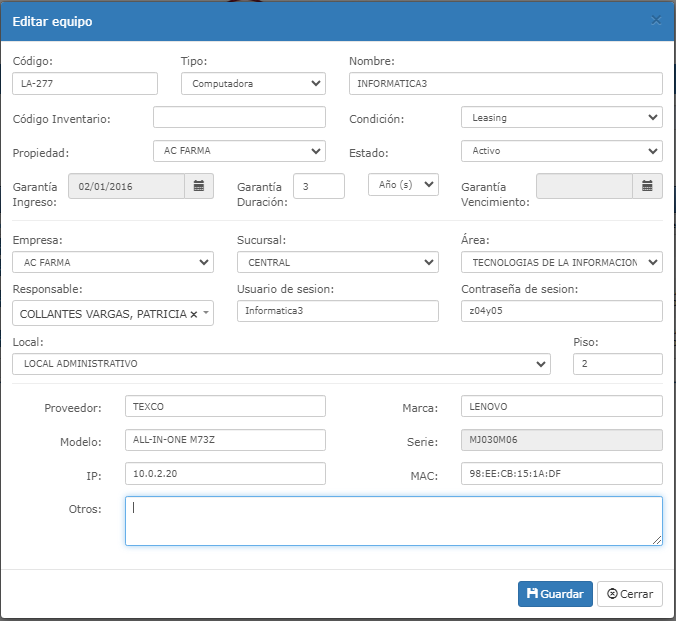 Editar equipo ×
Código: Tipo: Nombre:
LA-277 Computadora INFORMATICA3
Código Inventario: Condición: Leasing
Propiedad: AC FARMA Estado: Activo
Garantía Ingreso: 02/01/2016 Garantía Duración: 3 Año (s) Garantía Vencimiento:
Empresa: Sucursal: Área:
AC FARMA CENTRAL TECNOLOGIAS DE LA INFORMACION
Responsable: Usuario de sesion: Contraseña de sesion:
COLLANTES VARGAS, PATRICIA × Informatica3 z04y05
Local: Piso:
LOCAL ADMINISTRATIVO 2
Proveedor: TEXCO Marca: LENOVO
Modelo: ALL-IN-ONE M73Z Serie: MJ030M06
IP: 10.0.2.20 MAC: 98:EE:CB:15:1A:DF
Otros:
Guardar Cerrar